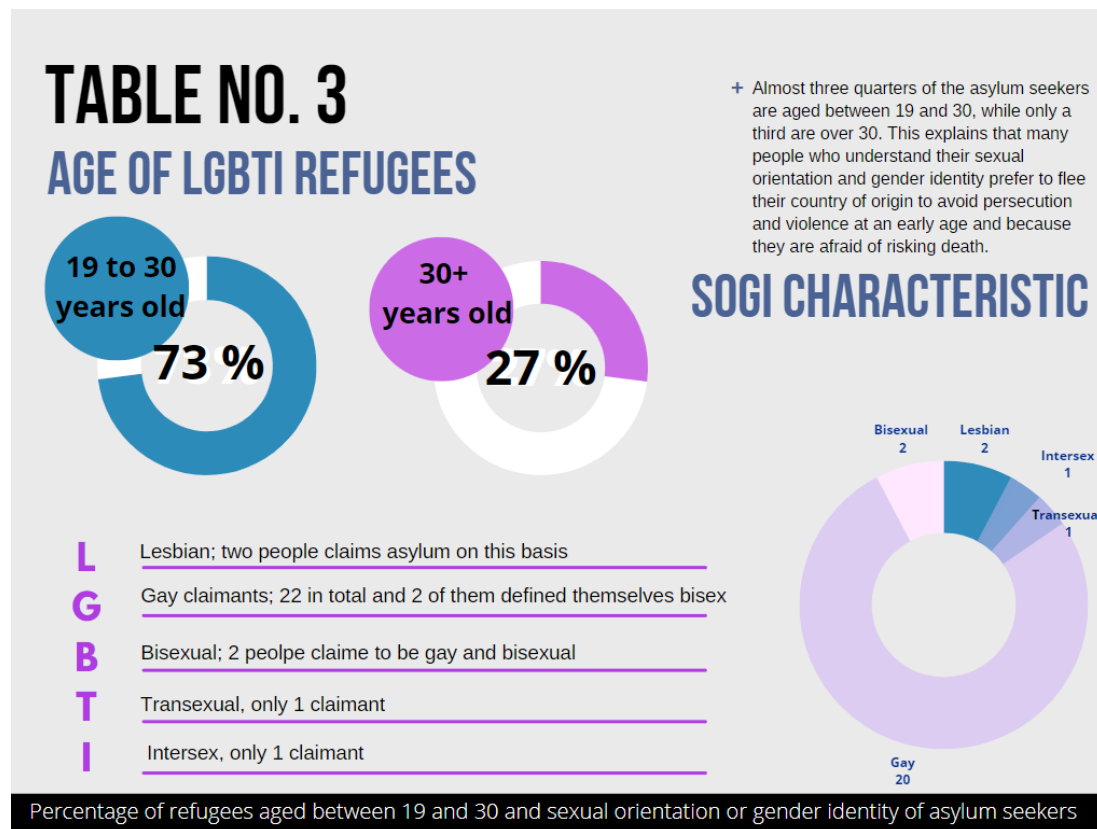 TABLE NO. 3
AGE OF LGBTI REFUGEES
19 to 30
years old
73 %
30+
years old
27 %
+ Almost three quarters of the asylum seekers
are aged between 19 and 30, while only a
third are over 30. This explains that many
people who understand their sexual
orientation and gender identity prefer to flee
their country of origin to avoid persecution
and violence at an early age and because
they are afraid of risking death.
SOGI CHARACTERISTIC
Bisexual
2
Lesbian
2
Intersex
1
Transexua
1
Gay
20
L Lesbian; two people claims asylum on this basis
G Gay claimants; 22 in total and 2 of them defined themselves bisex
B Bisexual; 2 peolpe claime to be gay and bisexual
T Transexual, only 1 claimant
I Intersex, only 1 claimant
Percentage of refugees aged between 19 and 30 and sexual orientation or gender identity of asylum seekers